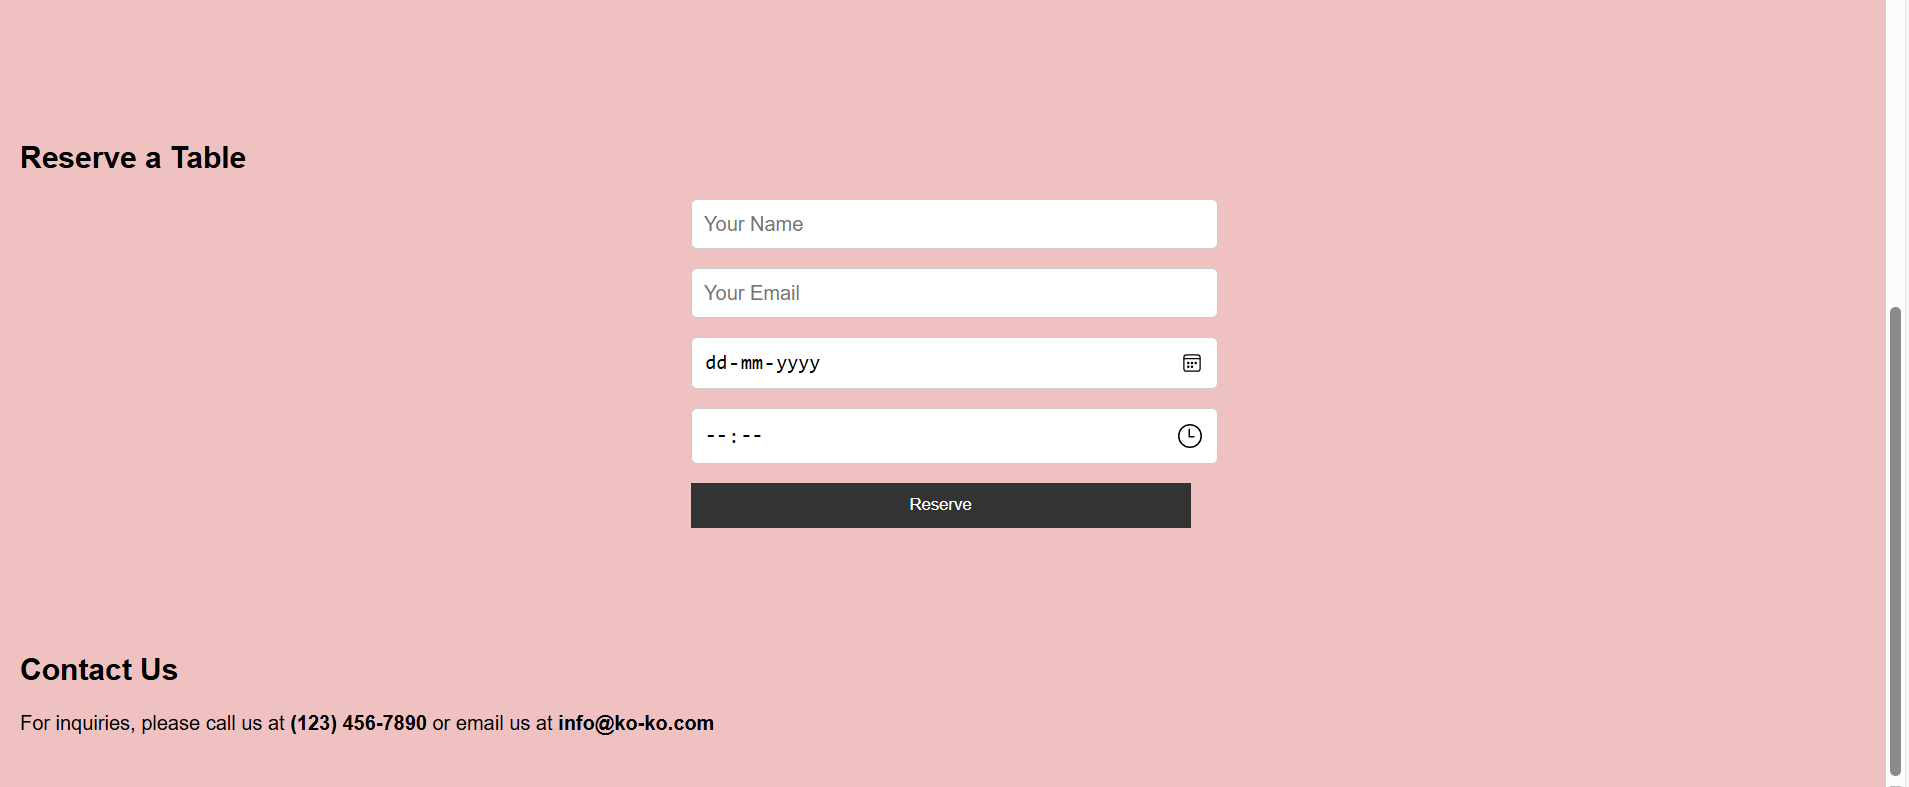 Reserve a Table
Your Name
Your Email
dd-mm-yyyy
--:--
Reserve
Contact Us
For inquiries, please call us at (123) 456-7890 or email us at info@ko-ko.com